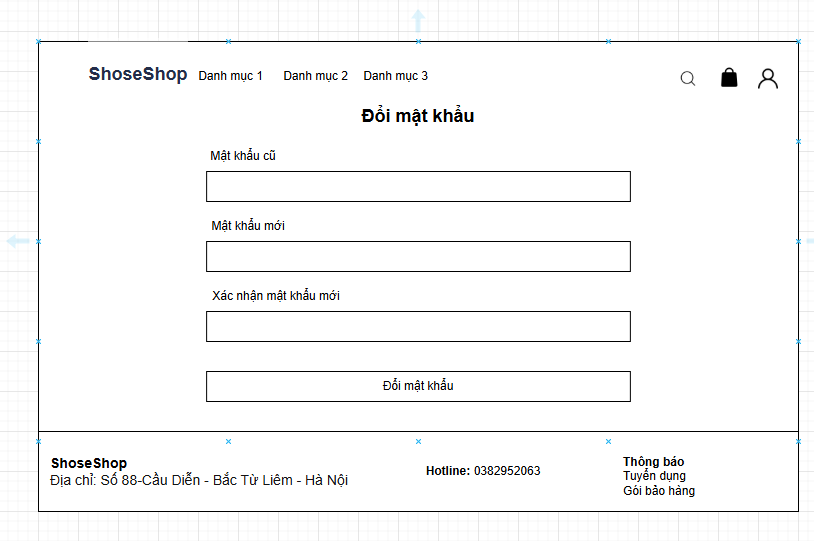 ShoseShop Danh mục 1 Danh mục 2 Danh mục 3
Đổi mật khẩu
Mật khẩu cũ
Mật khẩu mới
Xác nhận mật khẩu mới
Đổi mật khẩu
ShoseShop
Địa chỉ: Số 88-Cầu Diễn - Bắc Từ Liêm - Hà Nội
Hotline: 0382952063
Thông báo
Tuyển dụng
Gói bảo hàng